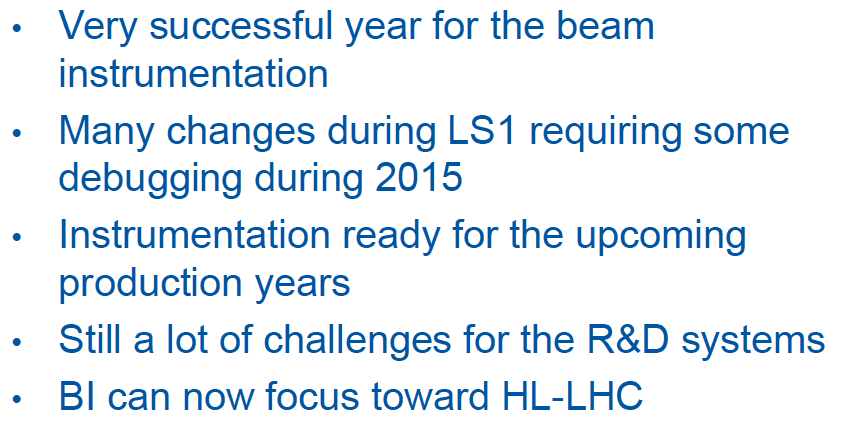 • Very successful year for the beam
instrumentation
• Many changes during LS1 requiring some
debugging during 2015
• Instrumentation ready for the upcoming
production years
• Still a lot of challenges for the R&D systems
• BI can now focus toward HL-LHC